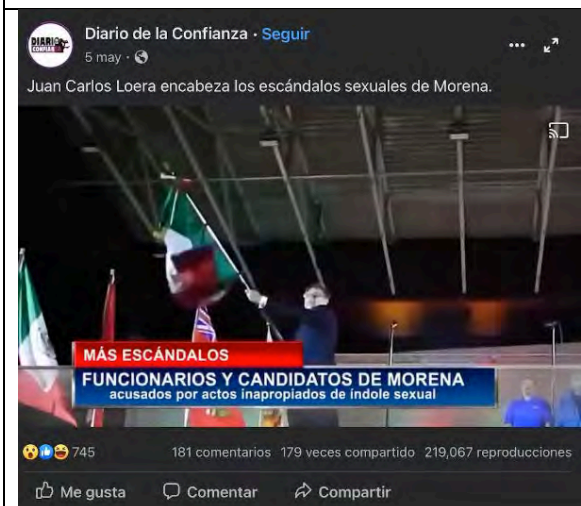 DIARIO
CONFIANZA
Diario de la Confianza · Seguir
5 may ·
Juan Carlos Loera encabeza los escándalos sexuales de Morena.
MÁS ESCÁNDALOS
FUNCIONARIOS Y CANDIDATOS DE MORENA
acusados por actos inapropiados de índole sexual
745 181 comentarios 179 veces compartido 219,067 reproducciones
Me gusta Comentar Compartir